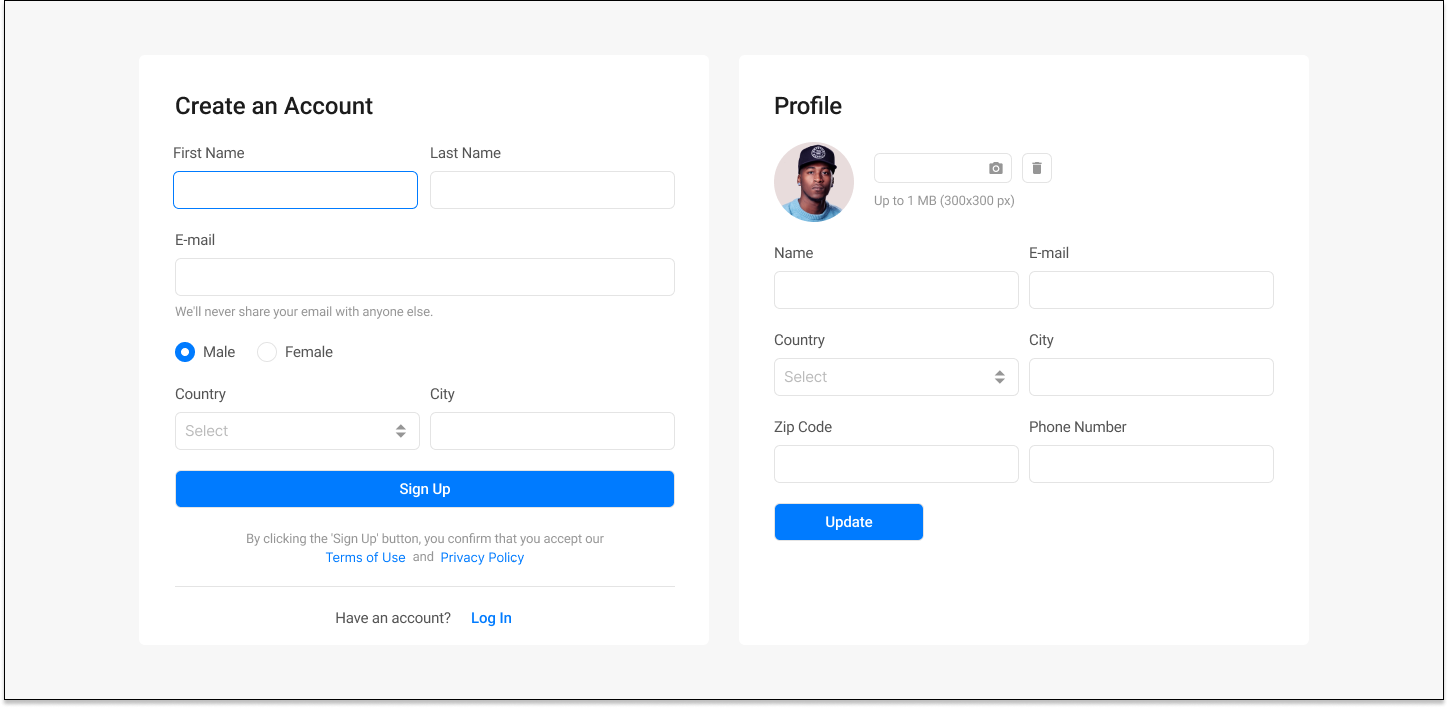 Create an Account
First Name
Last Name
E-mail
We'll never share your email with anyone else.
Male
Female
Country
City
Select
Sign Up
By clicking the 'Sign Up' button, you confirm that you accept our
Terms of Use and Privacy Policy
Have an account? Log In
Profile
Up to 1 MB (300x300 px)
Name
E-mail
Country
City
Select
Zip Code
Phone Number
Update